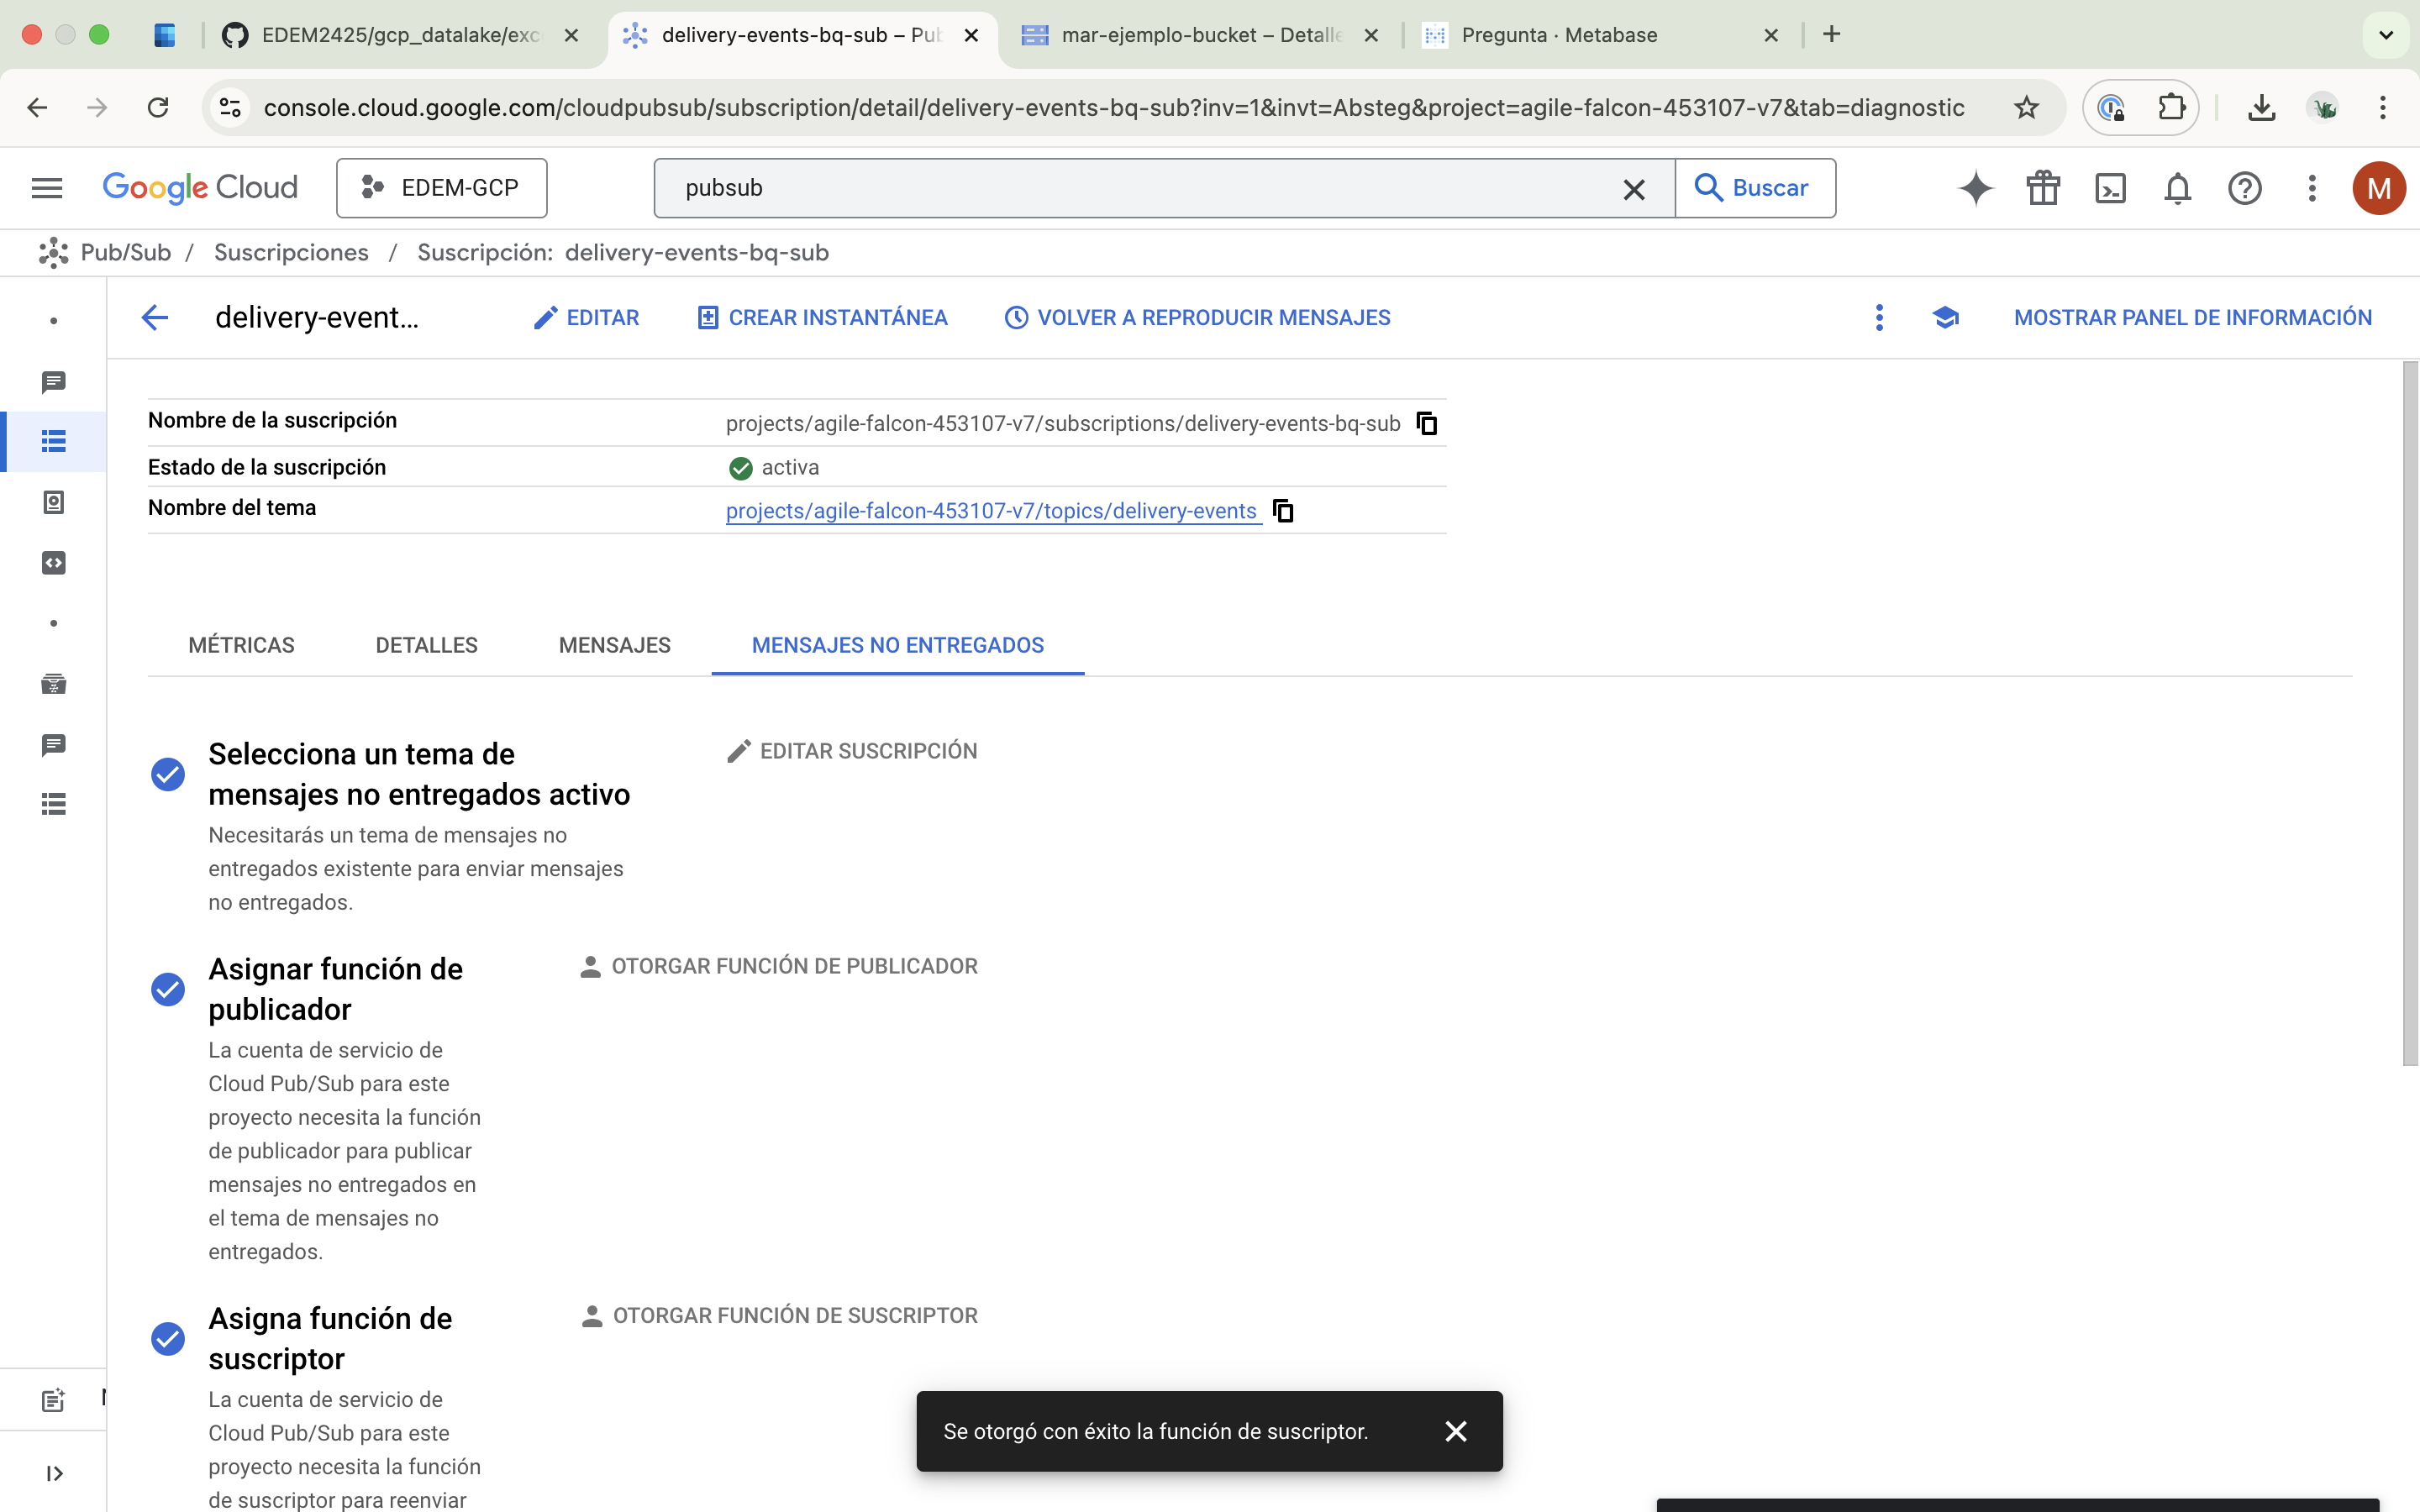 EDEM2425/gcp_datalake/exc
delivery-events-bq-sub – Pub
mar-ejemplo-bucket – Detalle
Pregunta · Metabase
console.cloud.google.com/cloudpubsub/subscription/detail/delivery-events-bq-sub?inv=1&invt=Absteg&project=agile-falcon-453107-v7&tab=diagnostic
Google Cloud
EDEM-GCP
pubsub
Buscar
M
Pub/Sub / Suscripciones / Suscripción: delivery-events-bq-sub
delivery-event...
EDITAR
CREAR INSTANTÁNEA
VOLVER A REPRODUCIR MENSAJES
MOSTRAR PANEL DE INFORMACIÓN
Nombre de la suscripción
projects/agile-falcon-453107-v7/subscriptions/delivery-events-bq-sub
Estado de la suscripción
activa
Nombre del tema
projects/agile-falcon-453107-v7/topics/delivery-events
MÉTRICAS
DETALLES
MENSAJES
MENSAJES NO ENTREGADOS
Selecciona un tema de
mensajes no entregados activo
EDITAR SUSCRIPCIÓN
Necesitarás un tema de mensajes no
entregados existente para enviar mensajes
no entregados.
Asignar función de
publicador
OTORGAR FUNCIÓN DE PUBLICADOR
La cuenta de servicio de
Cloud Pub/Sub para este
proyecto necesita la función
de publicador para publicar
mensajes no entregados en
el tema de mensajes no
entregados.
Asigna función de
suscriptor
OTORGAR FUNCIÓN DE SUSCRIPTOR
La cuenta de servicio de
Cloud Pub/Sub para este
proyecto necesita la función
de suscriptor para reenviar
Se otorgó con éxito la función de suscriptor.